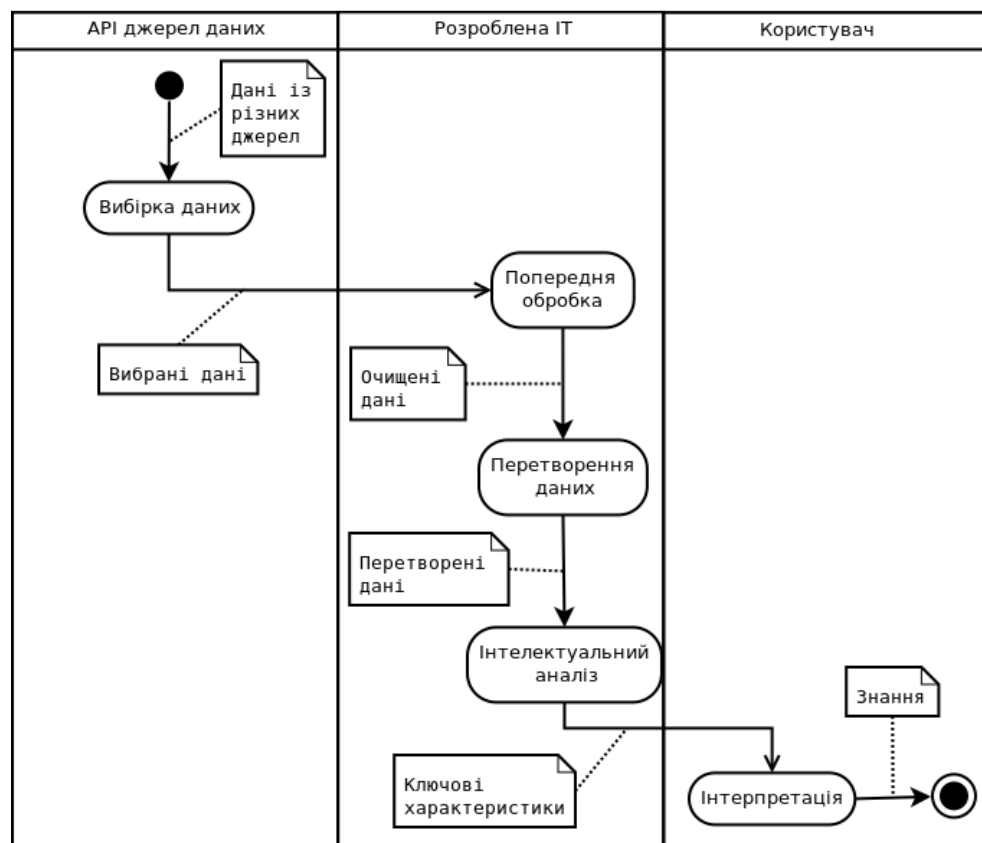 API джерел даних
Розроблена ІТ
Користувач
Дані із
різних
джерел
Вибірка даних
Попередня
обробка
Вибрані дані
Очищені
дані
Перетворення
даних
Перетворені
дані
Інтелектуальний
аналіз
Знання
Ключові
характеристики
Інтерпретація